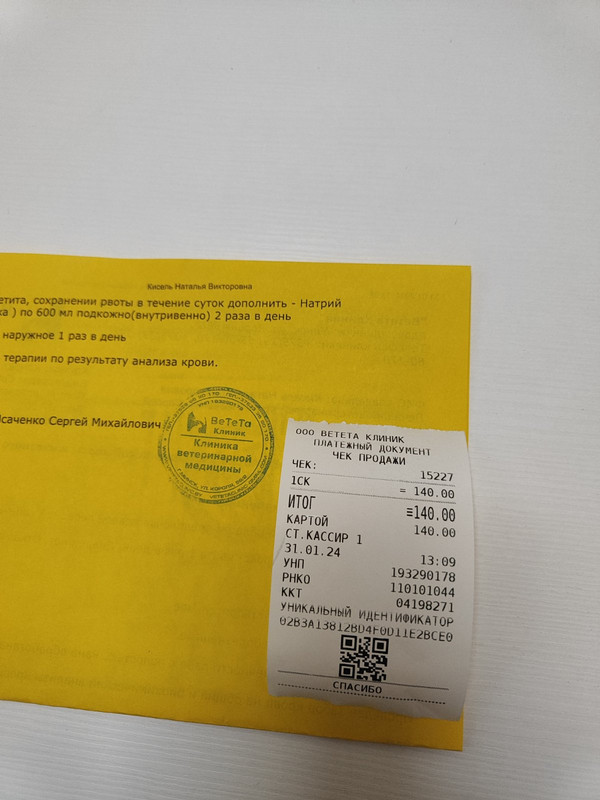 Кисель Наталья Викторовна
етита, сохранении рвоты в течение суток дополнить - Натрий
ка ) по 600 мл подкожно(внутривенно) 2 раза в день
наружное 1 раз в день
терапии по результату анализа крови.
Исаченко Сергей Михайлович
ВеТеТа
Клиник
Клиника
ветеринарной
медицины
ООО ВЕТЕТА КЛИНИК
ПЛАТЕЖНЫЙ ДОКУМЕНТ
ЧЕК ПРОДАЖИ
ЧЕК: 15227
1СК = 140.00
ИТОГ =140.00
КАРТОЙ 140.00
СТ.КАССИР 1
31.01.24 13:09
УНП 193290178
РНКО 110101044
ККТ 04198271
УНИКАЛЬНЫЙ ИДЕНТИФИКАТОР
02B3A13812BD4F0D11E2BCE0
СПАСИБО